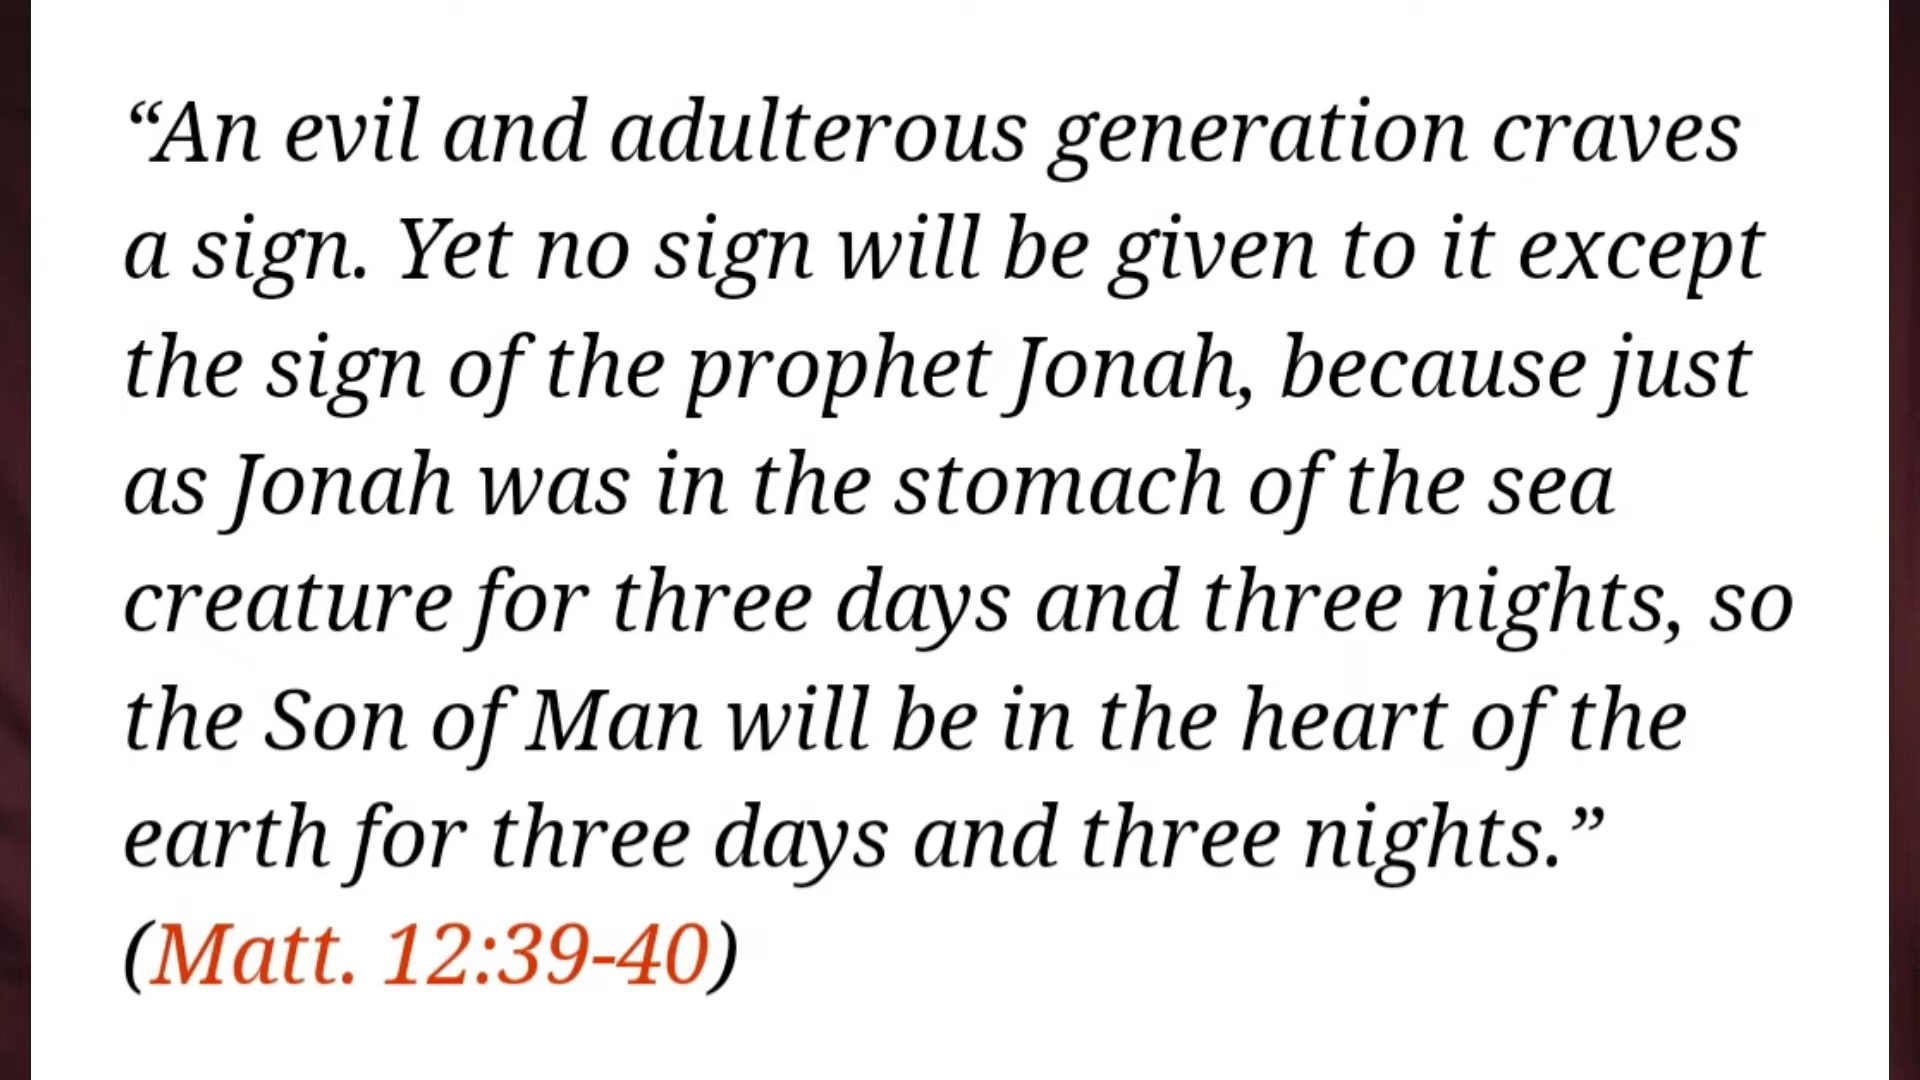 “An evil and adulterous generation craves
a sign. Yet no sign will be given to it except
the sign of the prophet Jonah, because just
as Jonah was in the stomach of the sea
creature for three days and three nights, so
the Son of Man will be in the heart of the
earth for three days and three nights.”
(Matt. 12:39-40)